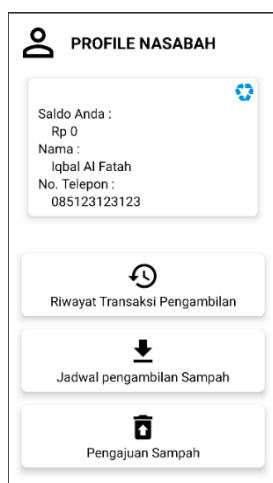 PROFILE NASABAH
Saldo Anda :
Rp 0
Nama :
Iqbal Al Fatah
No. Telepon :
085123123123
Riwayat Transaksi Pengambilan
Jadwal pengambilan Sampah
Pengajuan Sampah